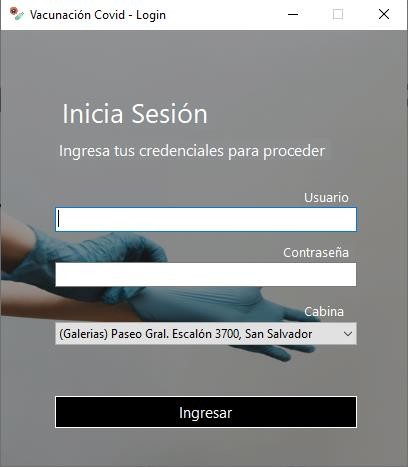 Vacunación Covid - Login
Inicia Sesión
Ingresa tus credenciales para proceder
Usuario
Contraseña
Cabina
(Galerias) Paseo Gral. Escalón 3700, San Salvador
Ingresar